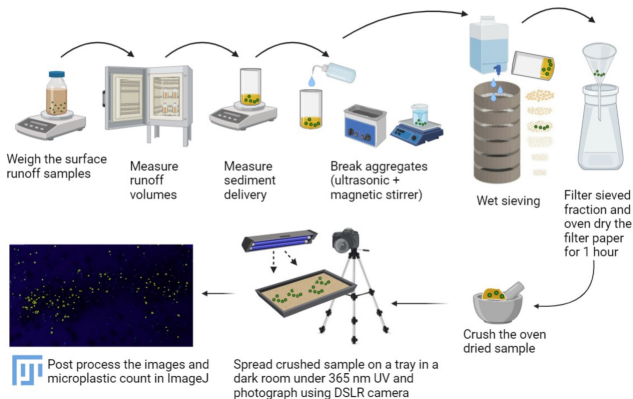 Weigh the surface
runoff samples
Measure
runoff
volumes
Measure
sediment
delivery
Break aggregates
(ultrasonic +
magnetic stirrer)
Wet sieving
Filter sieved
fraction and
oven dry the
filter paper
for 1 hour
Crush the oven
dried sample
Spread crushed sample on a tray in a
dark room under 365 nm UV and
photograph using DSLR camera
Post process the images and
microplastic count in ImageJ